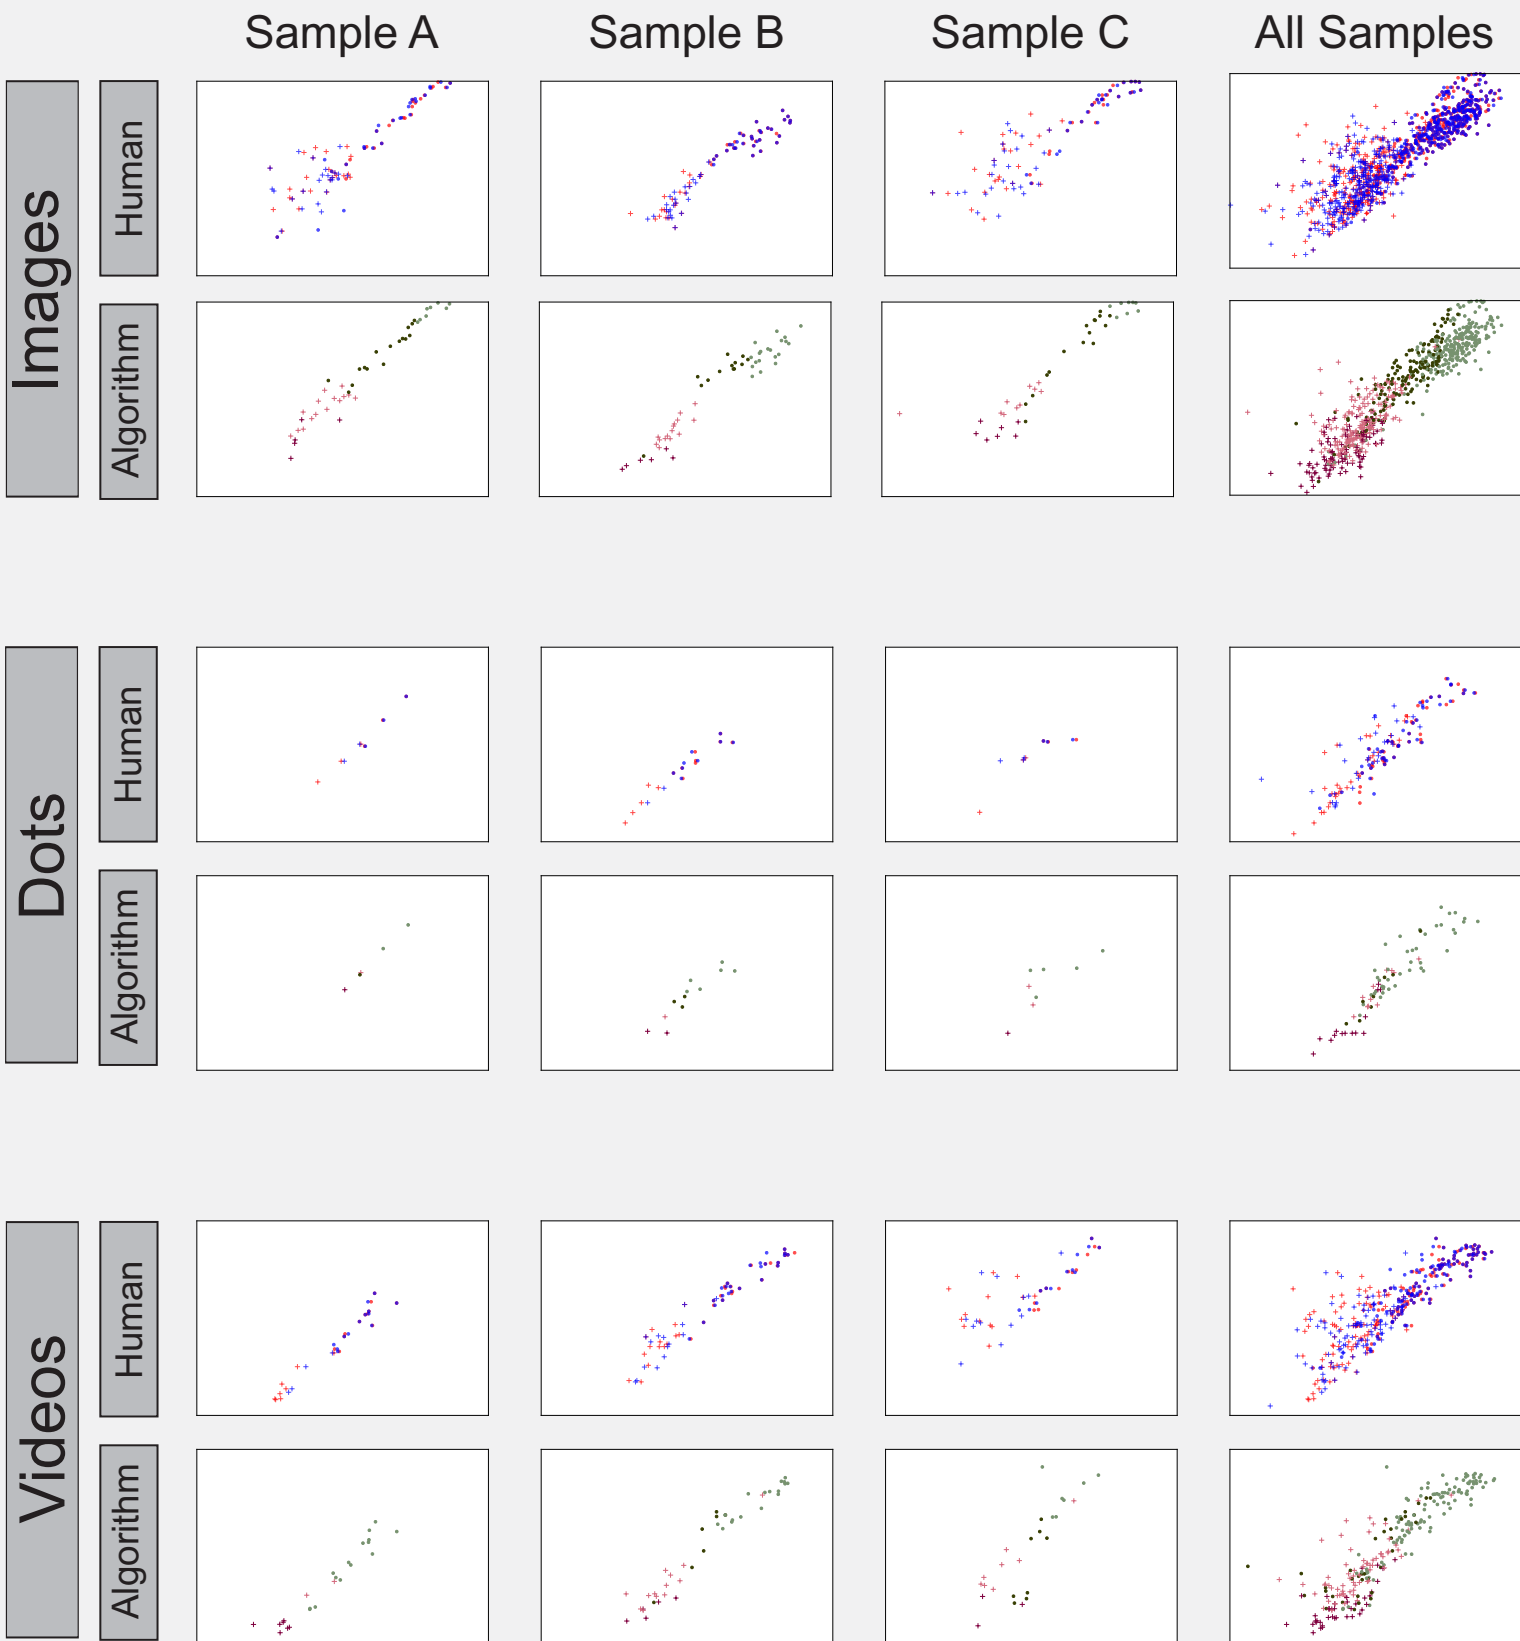 Sample A
Sample B
Sample C
All Samples
Images
Human
Algorithm
Dots
Human
Algorithm
Videos
Human
Algorithm